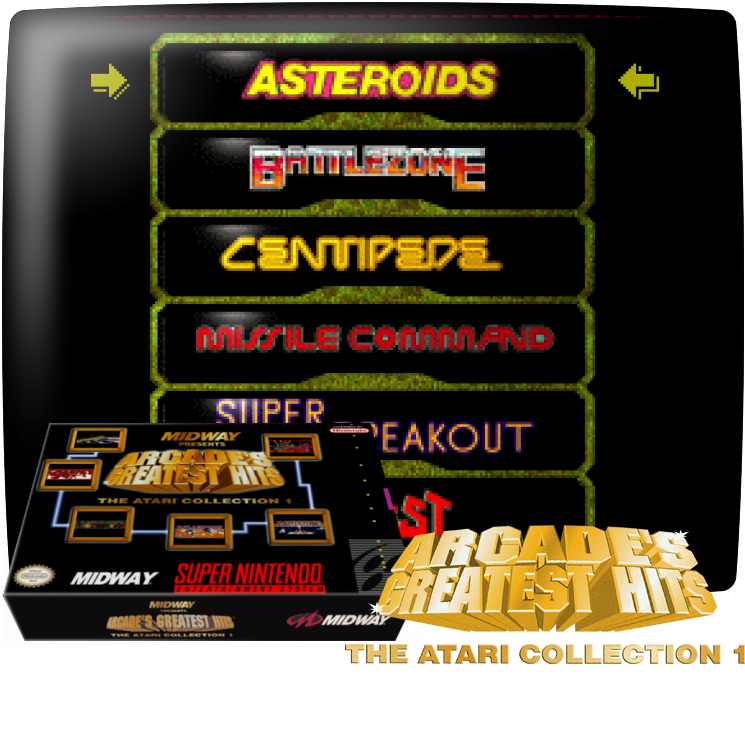 ASTEROIDS
BATTLEZONE
CENTIPEDE
MISSILE COMMAND
SUPER
REAKOUT
ST
MIDWAY
PRESENTS
ARCADE'S
GREATEST HITS
THE ATARI COLLECTION 1
Nintendo
MIDWAY
SUPER NINTENDO
ENTERTAINMENT SYSTEM
MIDWAY
PRESENTS
ARCADE'S GREATEST HITS
THE ATARI COLLECTION 1
MIDWAY
ARCADE'S
GREATEST HITS
THE ATARI COLLECTION 1